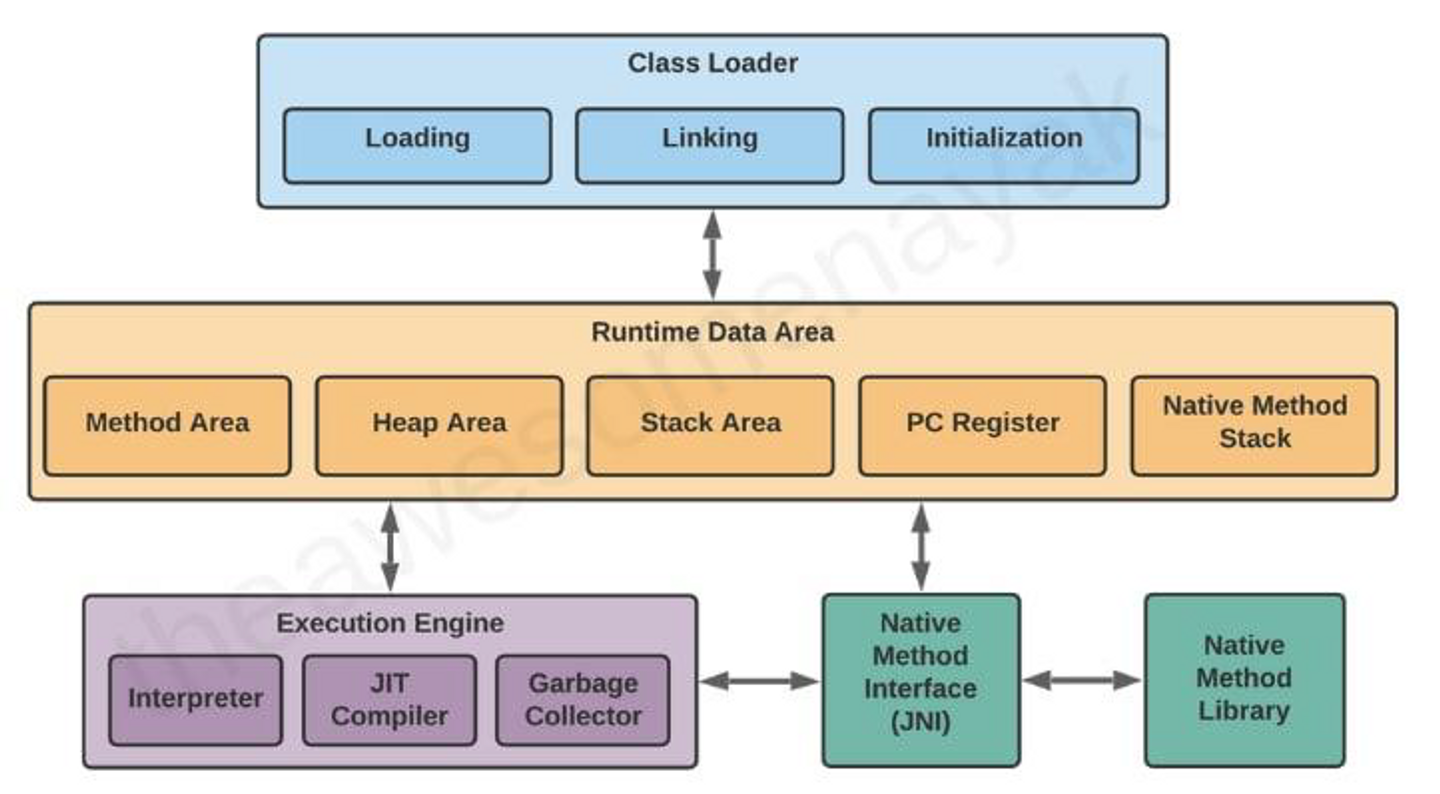 Class Loader
Loading
Linking
Initialization
Runtime Data Area
Method Area
Heap Area
Stack Area
PC Register
Native Method
Stack
Execution Engine
Interpreter
JIT
Compiler
Garbage
Collector
Native
Method
Interface
(JNI)
Native
Method
Library
theawesomenayak